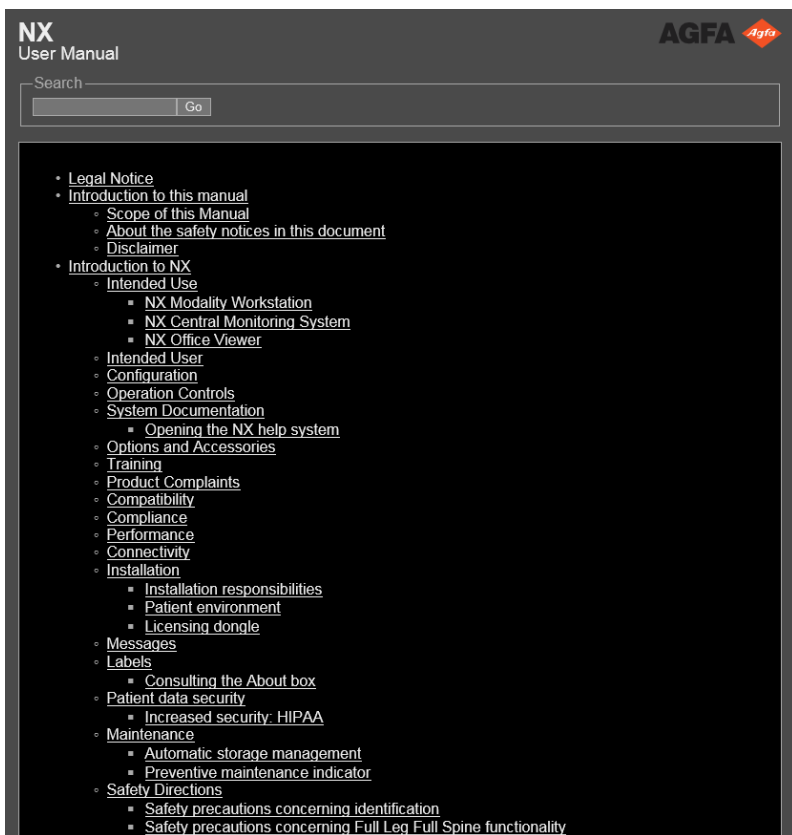 NX
AGFA Agfa
User Manual
Search
Go
• Legal Notice
• Introduction to this manual
◦ Scope of this Manual
◦ About the safety notices in this document
◦ Disclaimer
• Introduction to NX
◦ Intended Use
▪ NX Modality Workstation
▪ NX Central Monitoring System
▪ NX Office Viewer
◦ Intended User
◦ Configuration
◦ Operation Controls
◦ System Documentation
▪ Opening the NX help system
◦ Options and Accessories
◦ Training
◦ Product Complaints
◦ Compatibility
◦ Compliance
◦ Performance
◦ Connectivity
◦ Installation
▪ Installation responsibilities
▪ Patient environment
▪ Licensing dongle
◦ Messages
◦ Labels
▪ Consulting the About box
◦ Patient data security
▪ Increased security: HIPAA
◦ Maintenance
▪ Automatic storage management
▪ Preventive maintenance indicator
◦ Safety Directions
▪ Safety precautions concerning identification
▪ Safety precautions concerning Full Leg Full Spine functionality